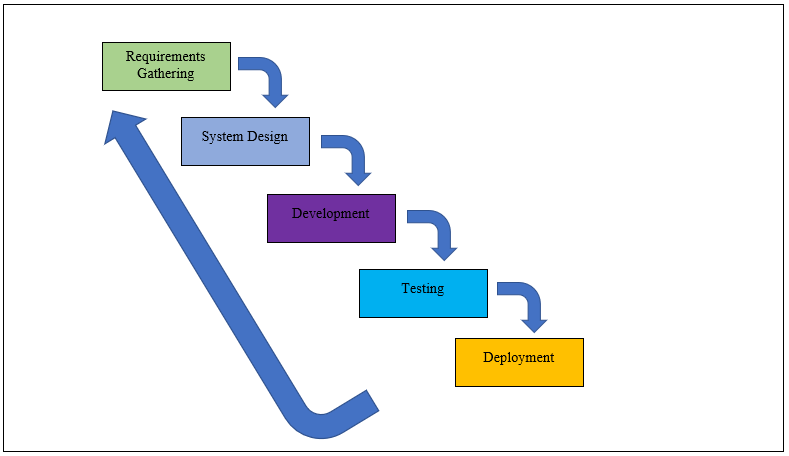 Requirements
Gathering
System Design
Development
Testing
Deployment